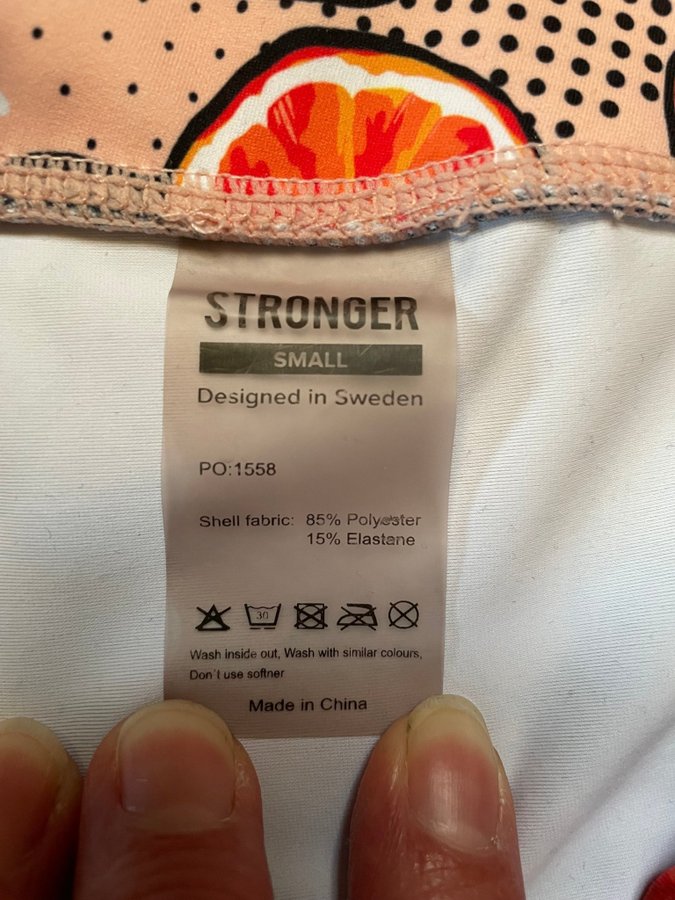 STRONGER
SMALL
Designed in Sweden
PO:1558
Shell fabric: 85% Polyester
15% Elastane
30
Wash inside out, Wash with similar colours,
Don't use softner
Made in China